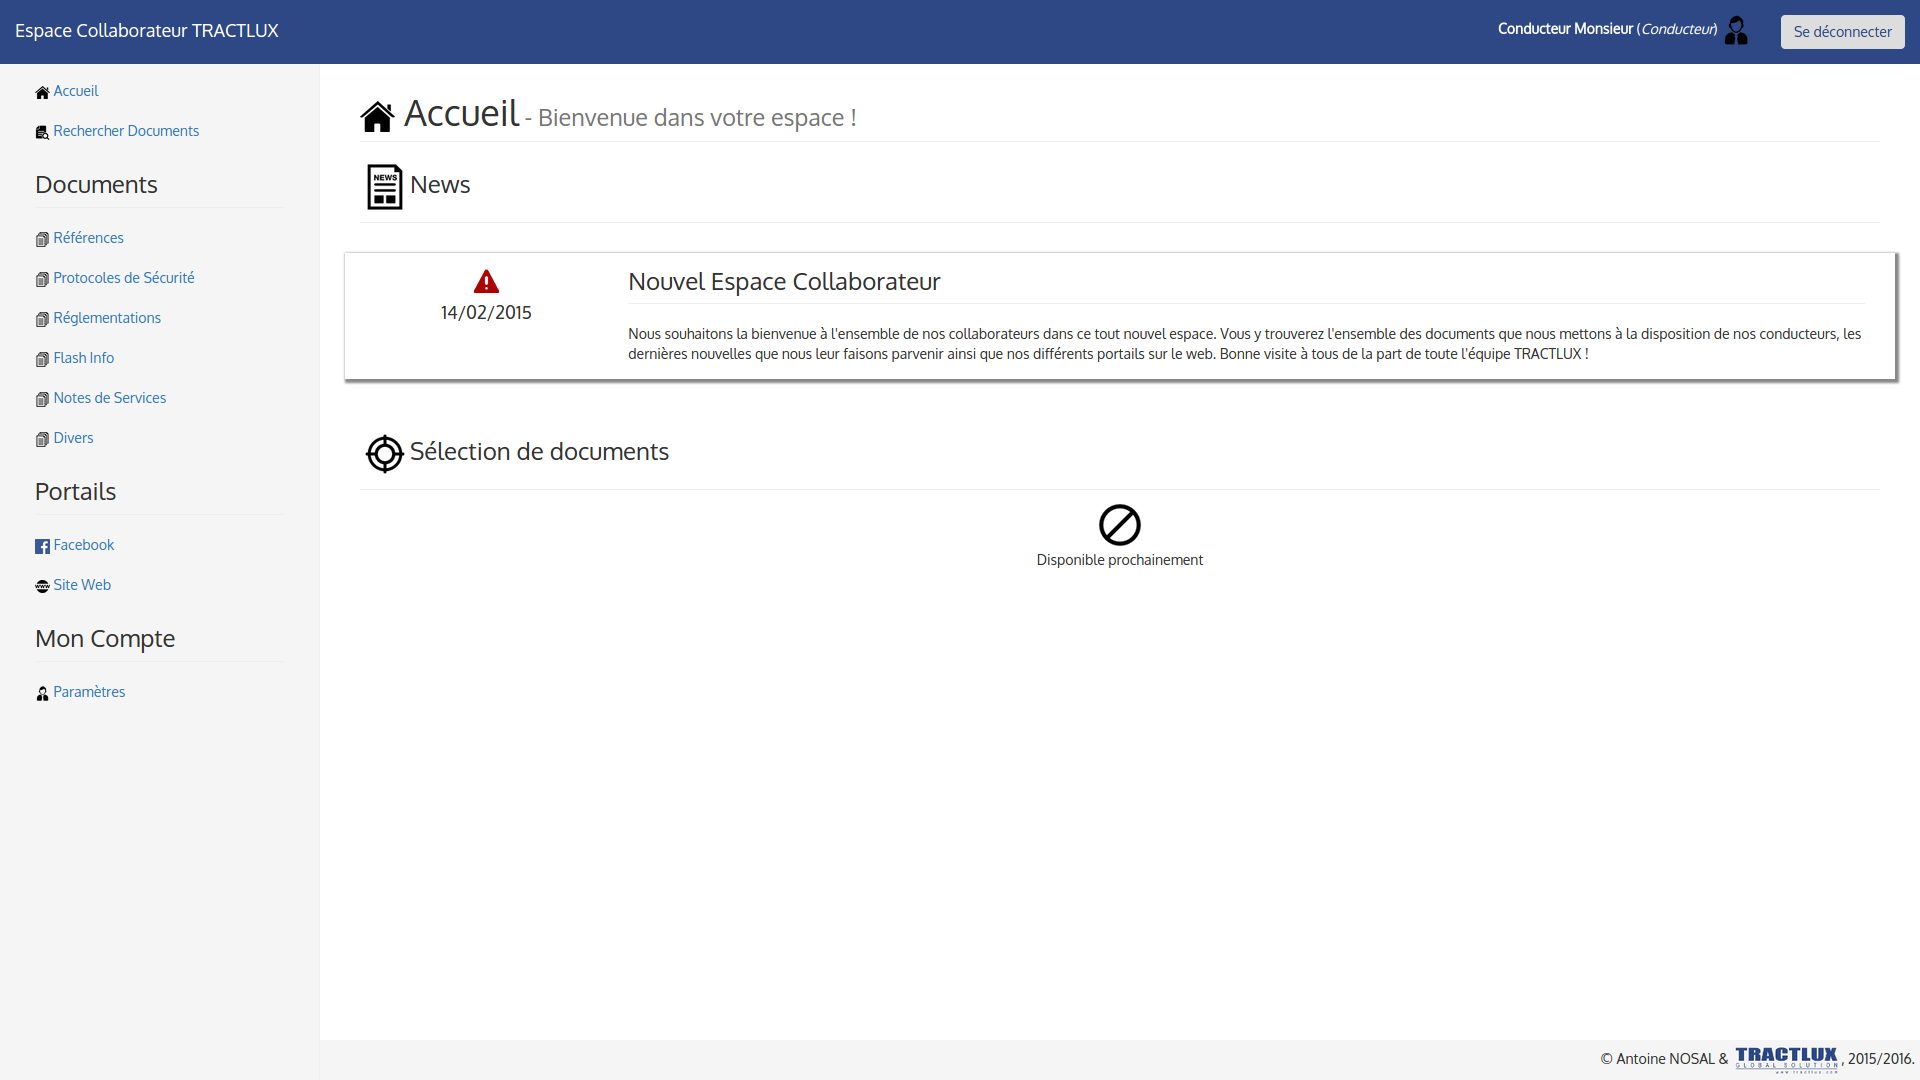 Espace Collaborateur TRACTLUX
Conducteur Monsieur (Conducteur)
Se déconnecter
Accueil
Rechercher Documents
Documents
Références
Protocoles de Sécurité
Réglementations
Flash Info
Notes de Services
Divers
Portails
Facebook
Site Web
Mon Compte
Paramètres
Accueil - Bienvenue dans votre espace !
NEWS
News
14/02/2015
Nouvel Espace Collaborateur
Nous souhaitons la bienvenue à l'ensemble de nos collaborateurs dans ce tout nouvel espace. Vous y trouverez l'ensemble des documents que nous mettons à la disposition de nos conducteurs, les
dernières nouvelles que nous leur faisons parvenir ainsi que nos différents portails sur le web. Bonne visite à tous de la part de toute l'équipe TRACTLUX !
Sélection de documents
Disponible prochainement
© Antoine NOSAL & TRACTLUX , 2015/2016.
GLOBAL SOLUTION
www.tractlux.com